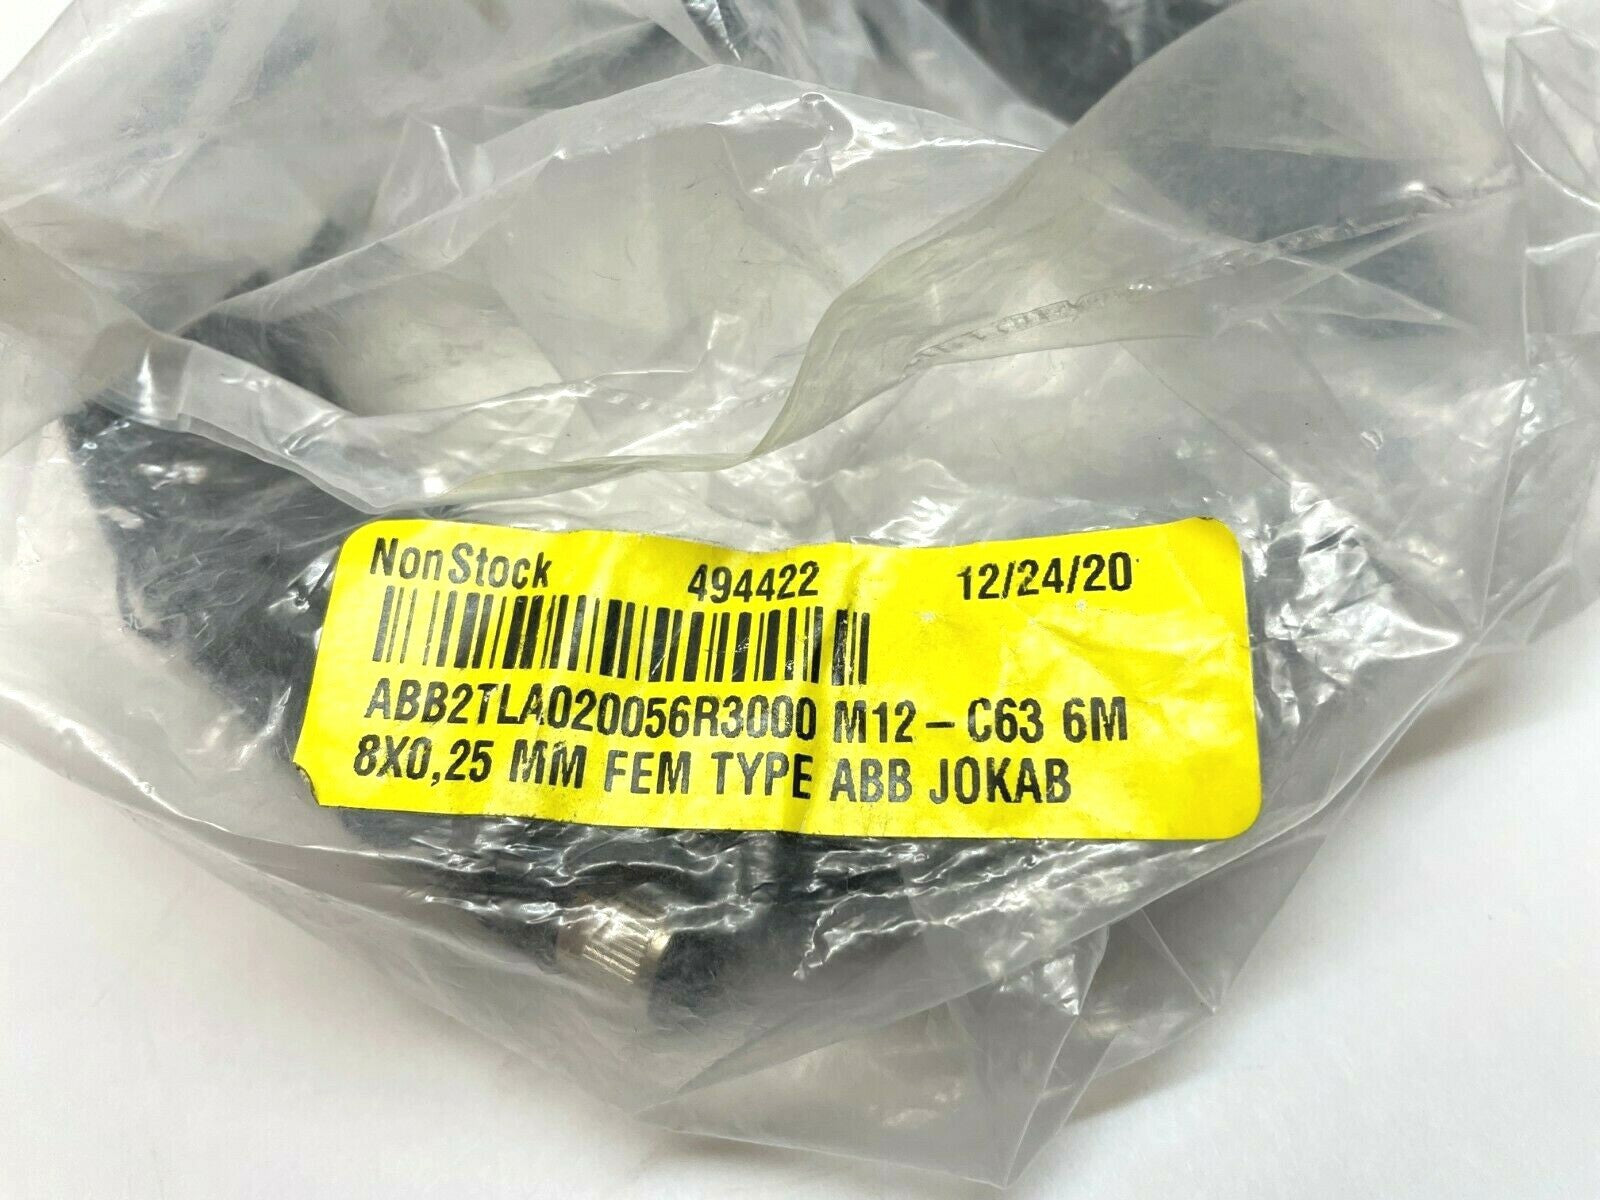 NonStock 494422 12/24/20
ABB2TLA020056R3000 M12-C63 6M
8X0,25 MM FEM TYPE ABB JOKAB